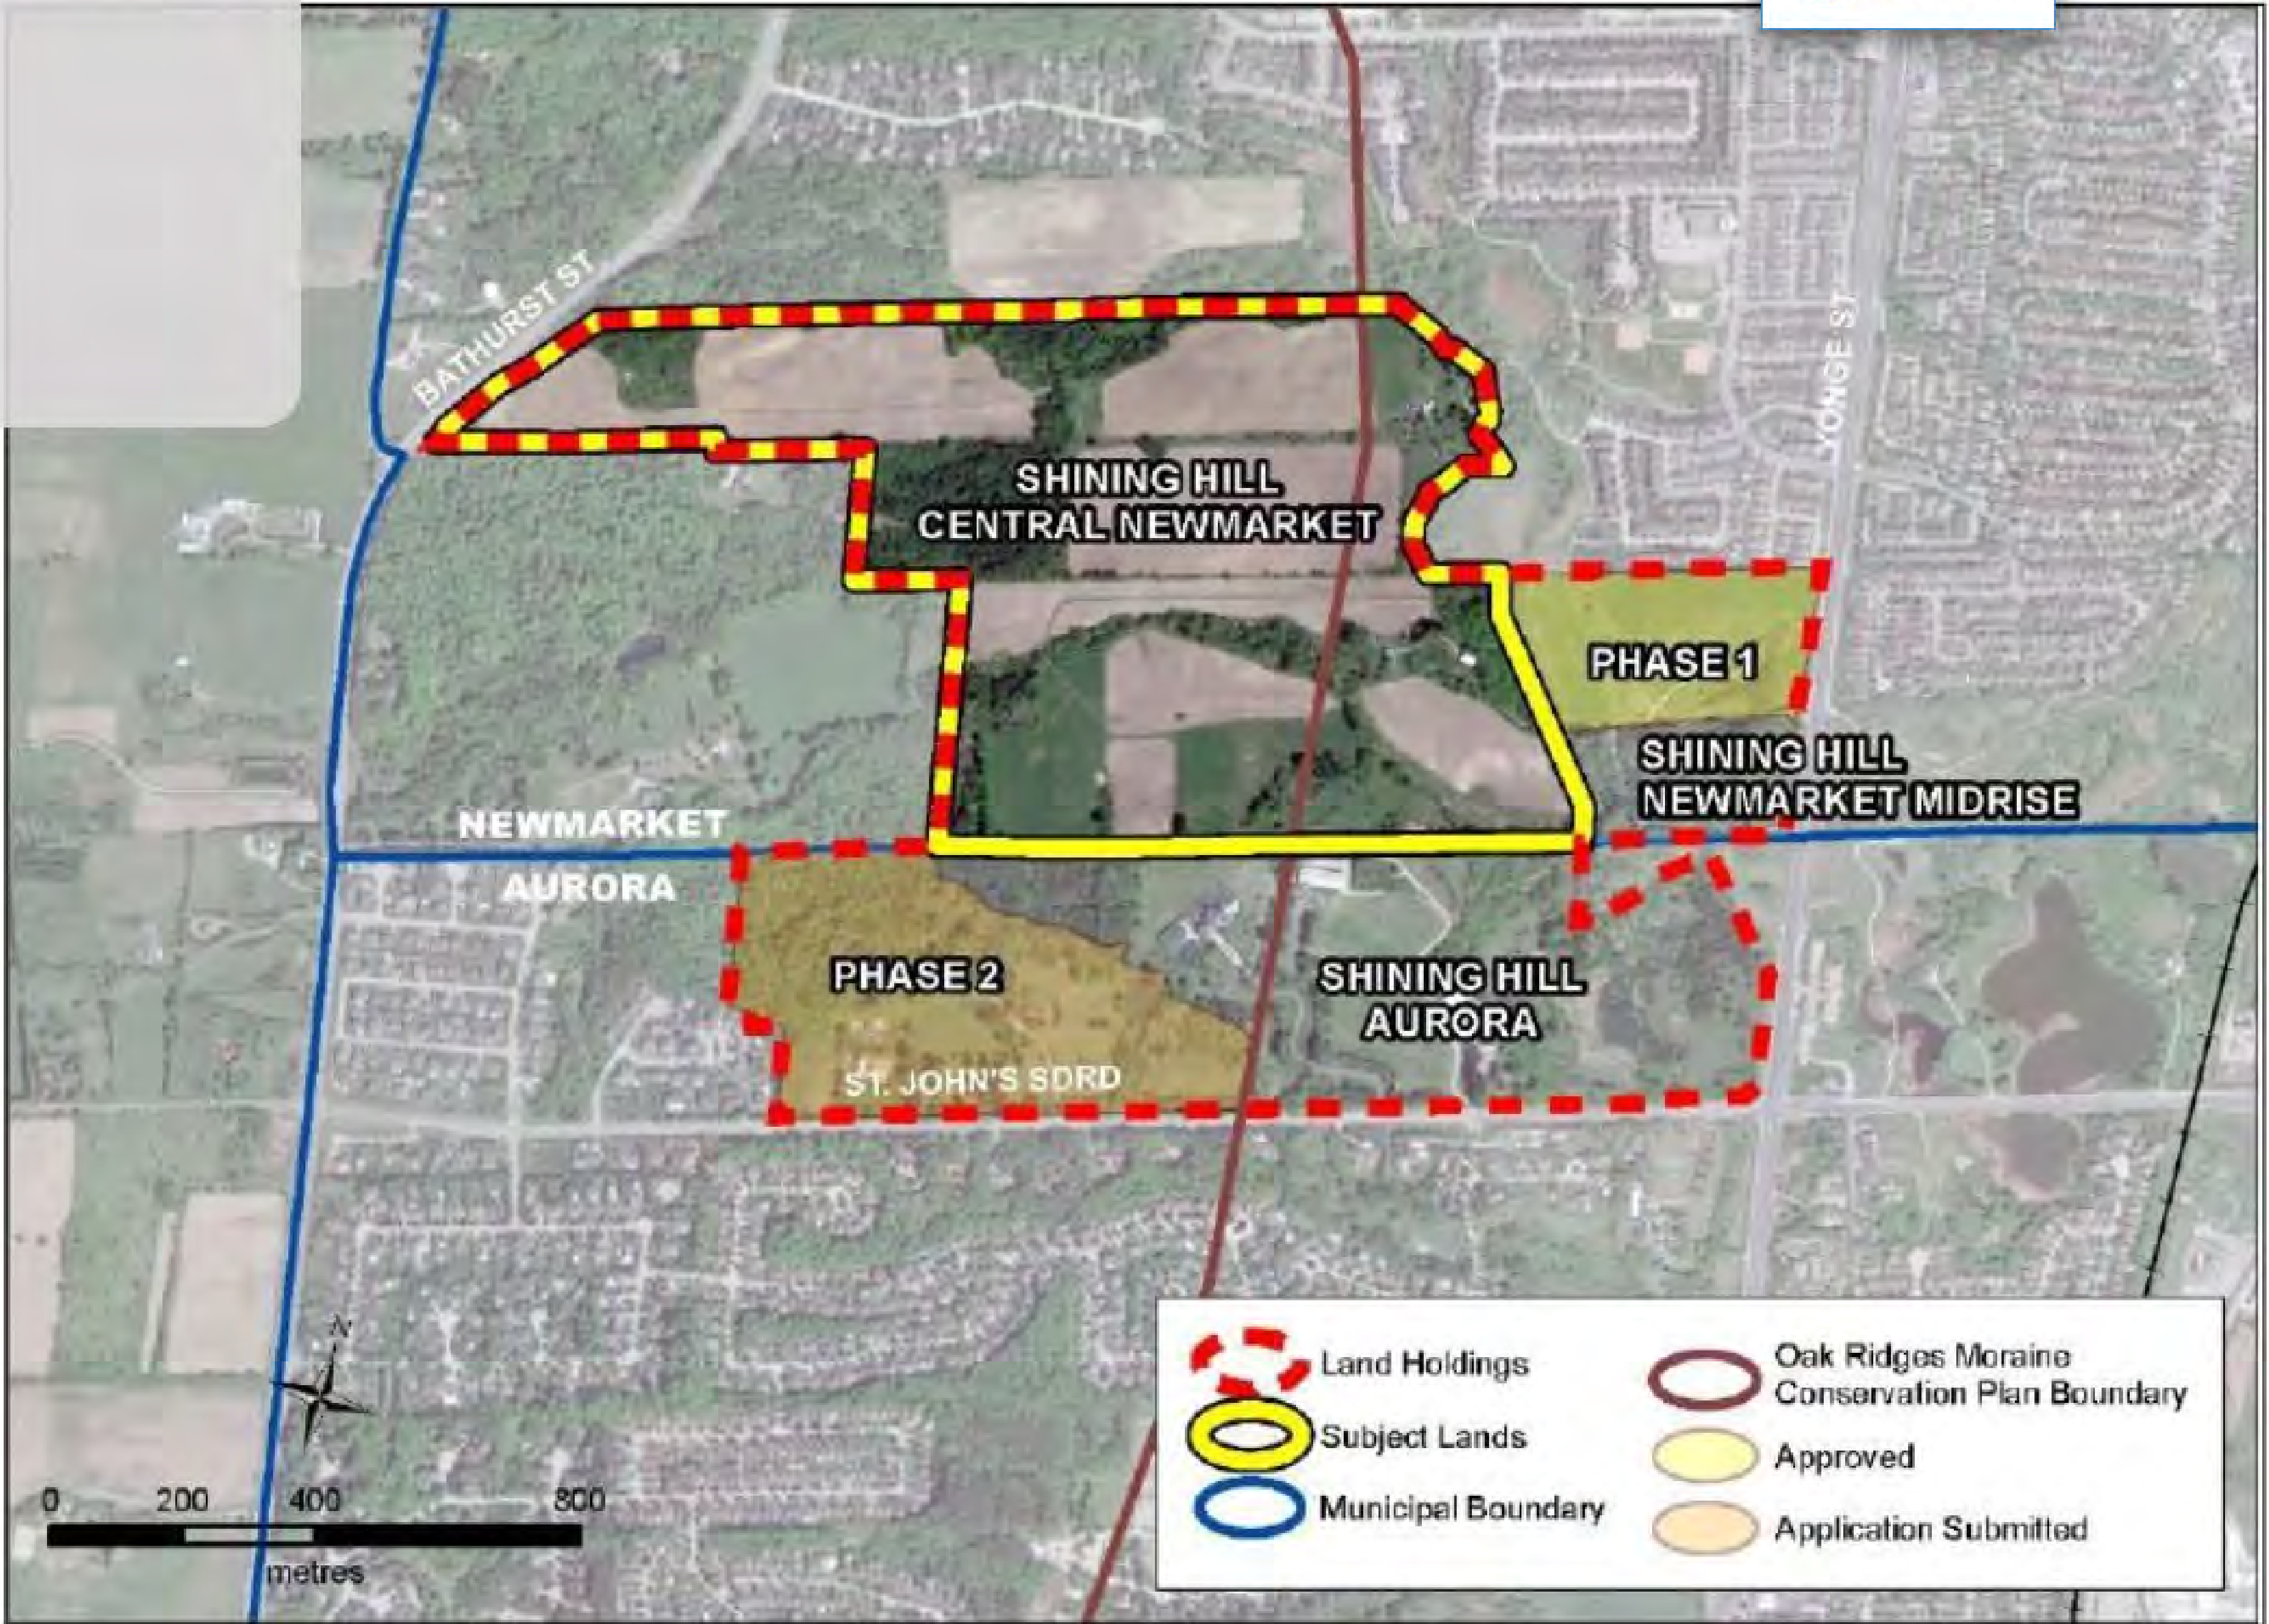 BATHURST ST
YONGE ST
SHINING HILL
CENTRAL NEWMARKET
PHASE 1
SHINING HILL
NEWMARKET MIDRISE
NEWMARKET
AURORA
PHASE 2
SHINING HILL
AURORA
ST. JOHN'S SDRD
N
0 200 400 800
metres
Land Holdings
Subject Lands
Municipal Boundary
Oak Ridges Moraine
Conservation Plan Boundary
Approved
Application Submitted